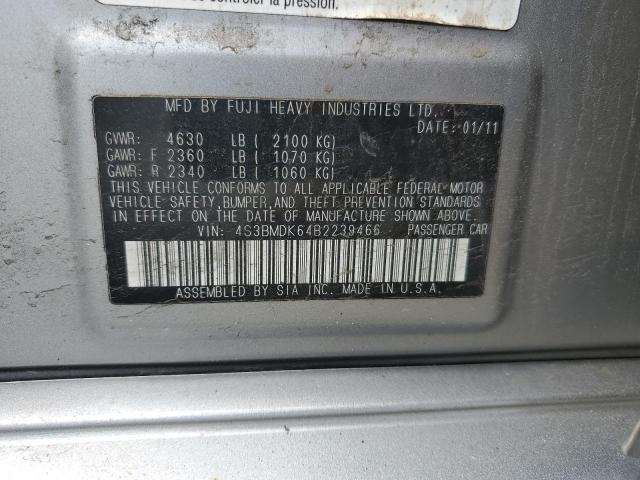 contrôler la pression.
MFD BY FUJI HEAVY INDUSTRIES LTD.
DATE: 01/11
GVWR: 4630 LB ( 2100 KG)
GAWR: F 2360 LB ( 1070 KG)
GAWR: R 2340 LB ( 1060 KG)
THIS VEHICLE CONFORMS TO ALL APPLICABLE FEDERAL MOTOR
VEHICLE SAFETY, BUMPER, AND THEFT PREVENTION STANDARDS
IN EFFECT ON THE DATE OF MANUFACTURE SHOWN ABOVE.
VIN: 4S3BMDK64B2239466 PASSENGER CAR
ASSEMBLED BY SIA INC. MADE IN U.S.A.